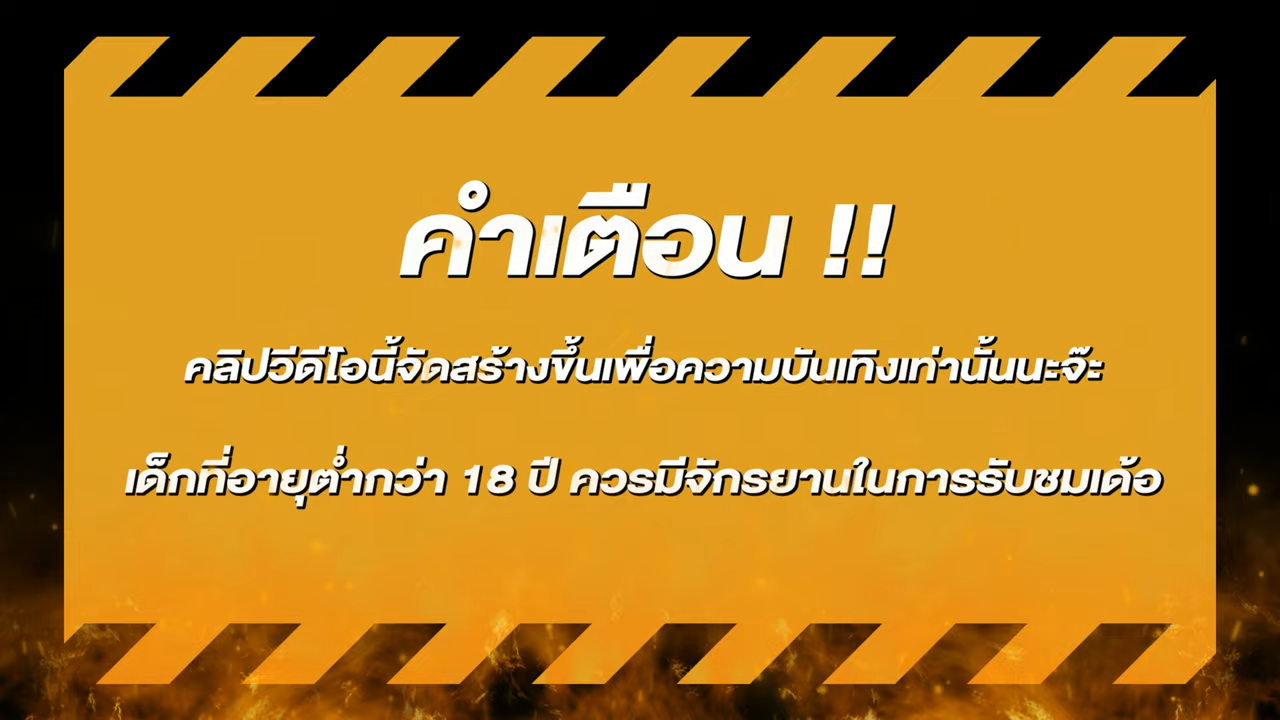 คำเตือน !!
คลิปวีดีโอนี้จัดสร้างขึ้นเพื่อความบันเทิงเท่านั้นนะจ๊ะ
เด็กที่อายุต่ำกว่า 18 ปี ควรมีจักรยานในการรับชมเด้อ